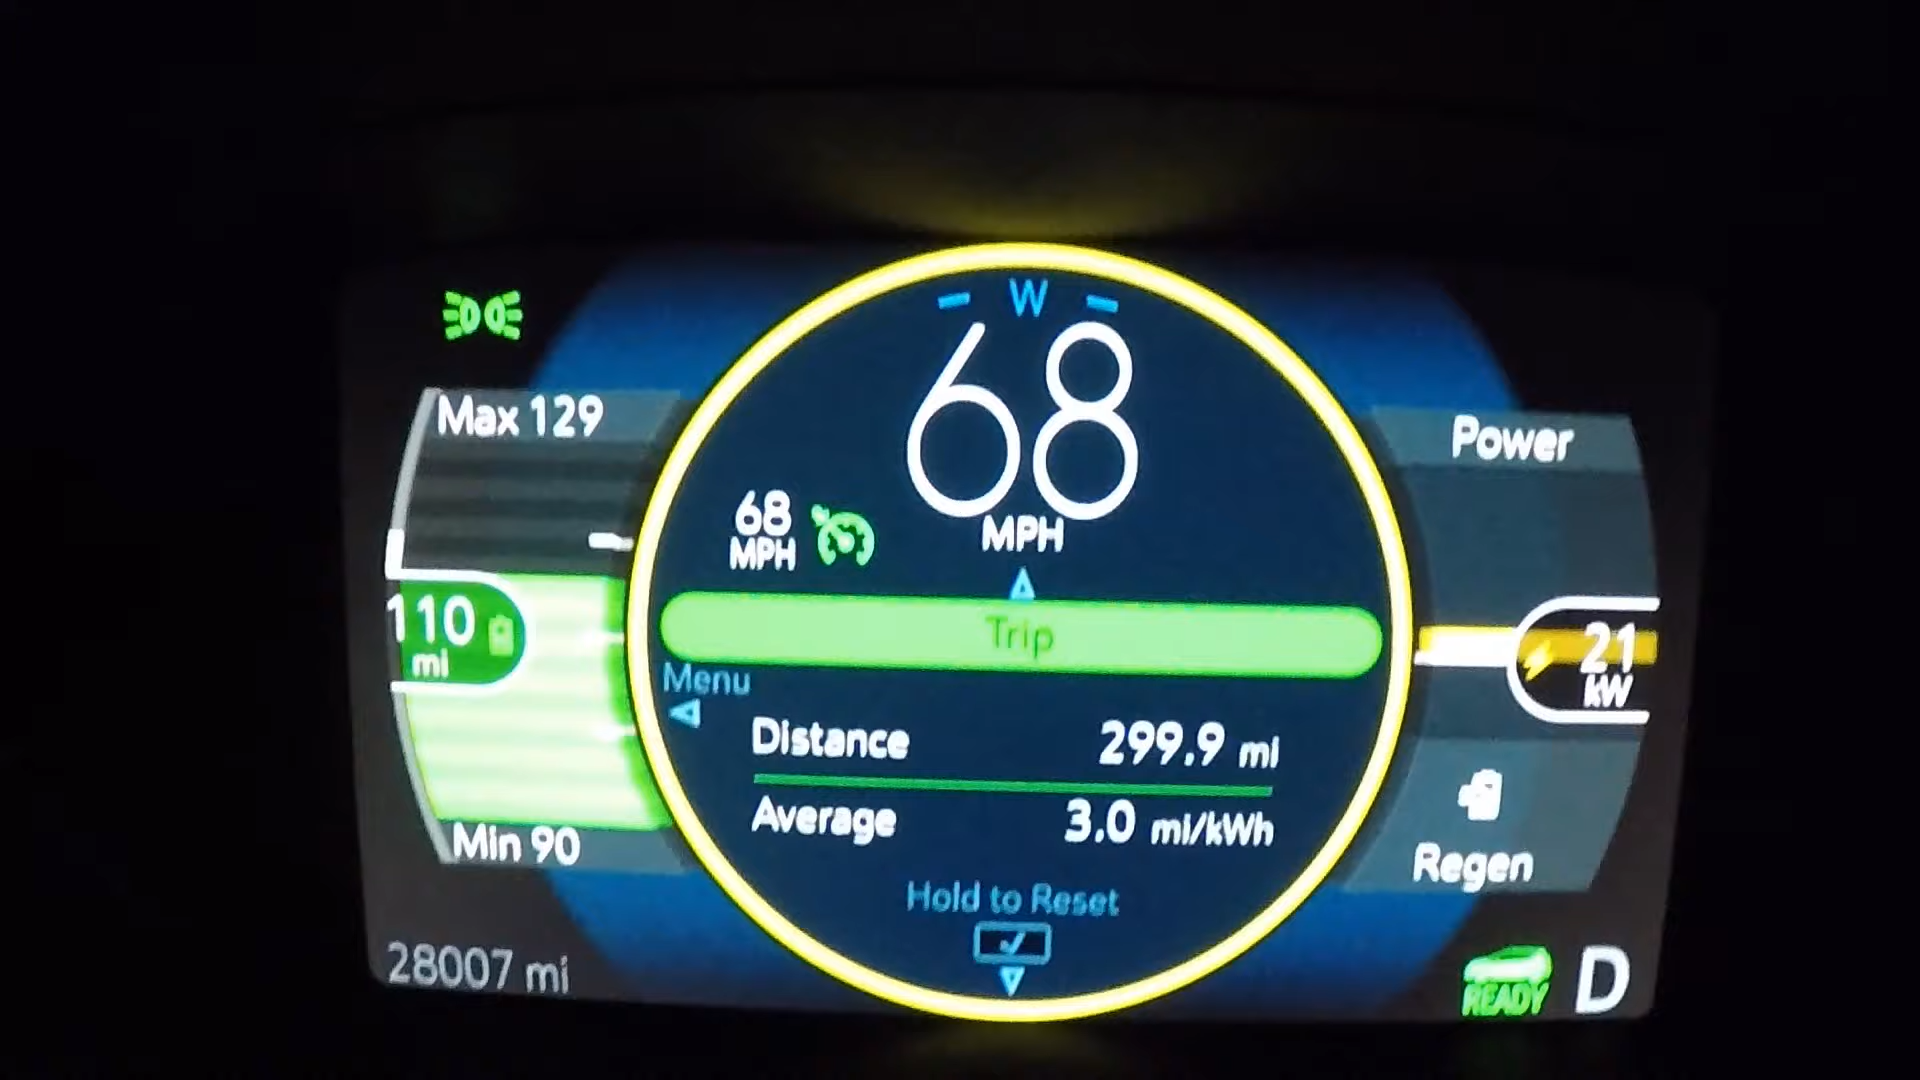 W
68
MPH
68
MPH
Max 129
Power
110
mi
Trip
21
kW
Menu
Distance 299.9 mi
Average 3.0 mi/kWh
Min 90
Regen
Hold to Reset
28007 mi
READY
D